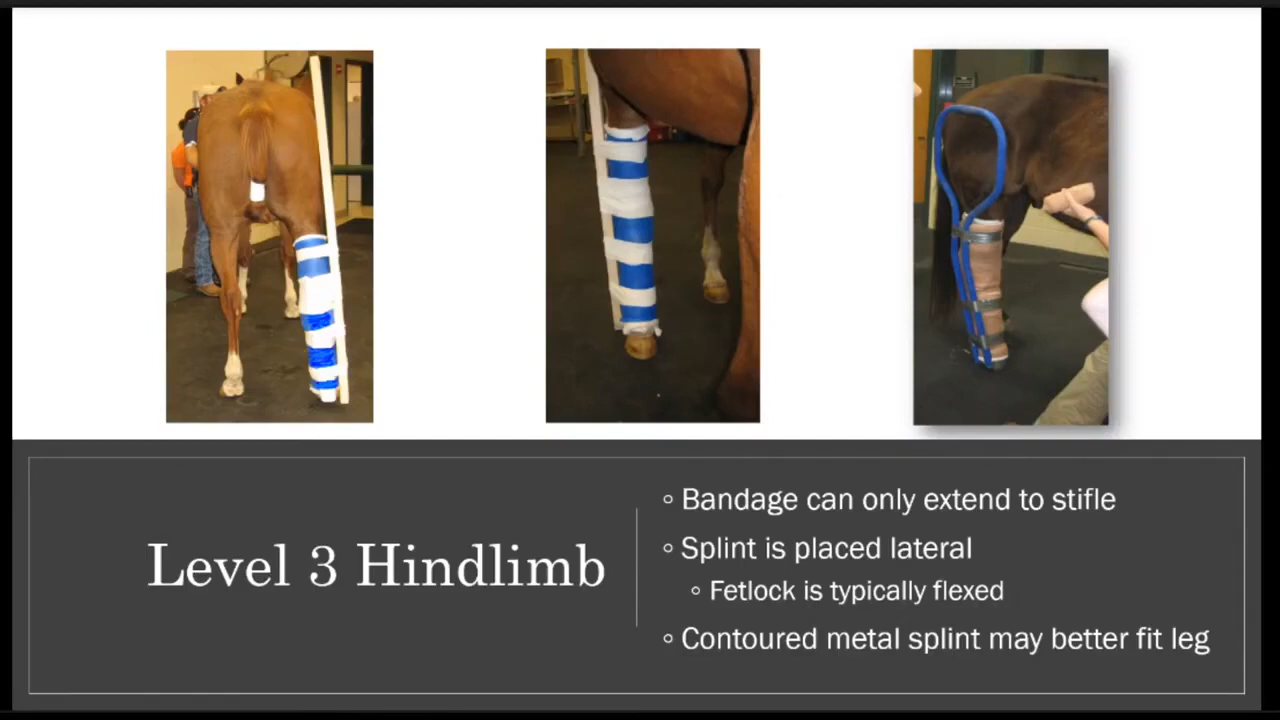 Level 3 Hindlimb
Bandage can only extend to stifle
Splint is placed lateral
Fetlock is typically flexed
Contoured metal splint may better fit leg